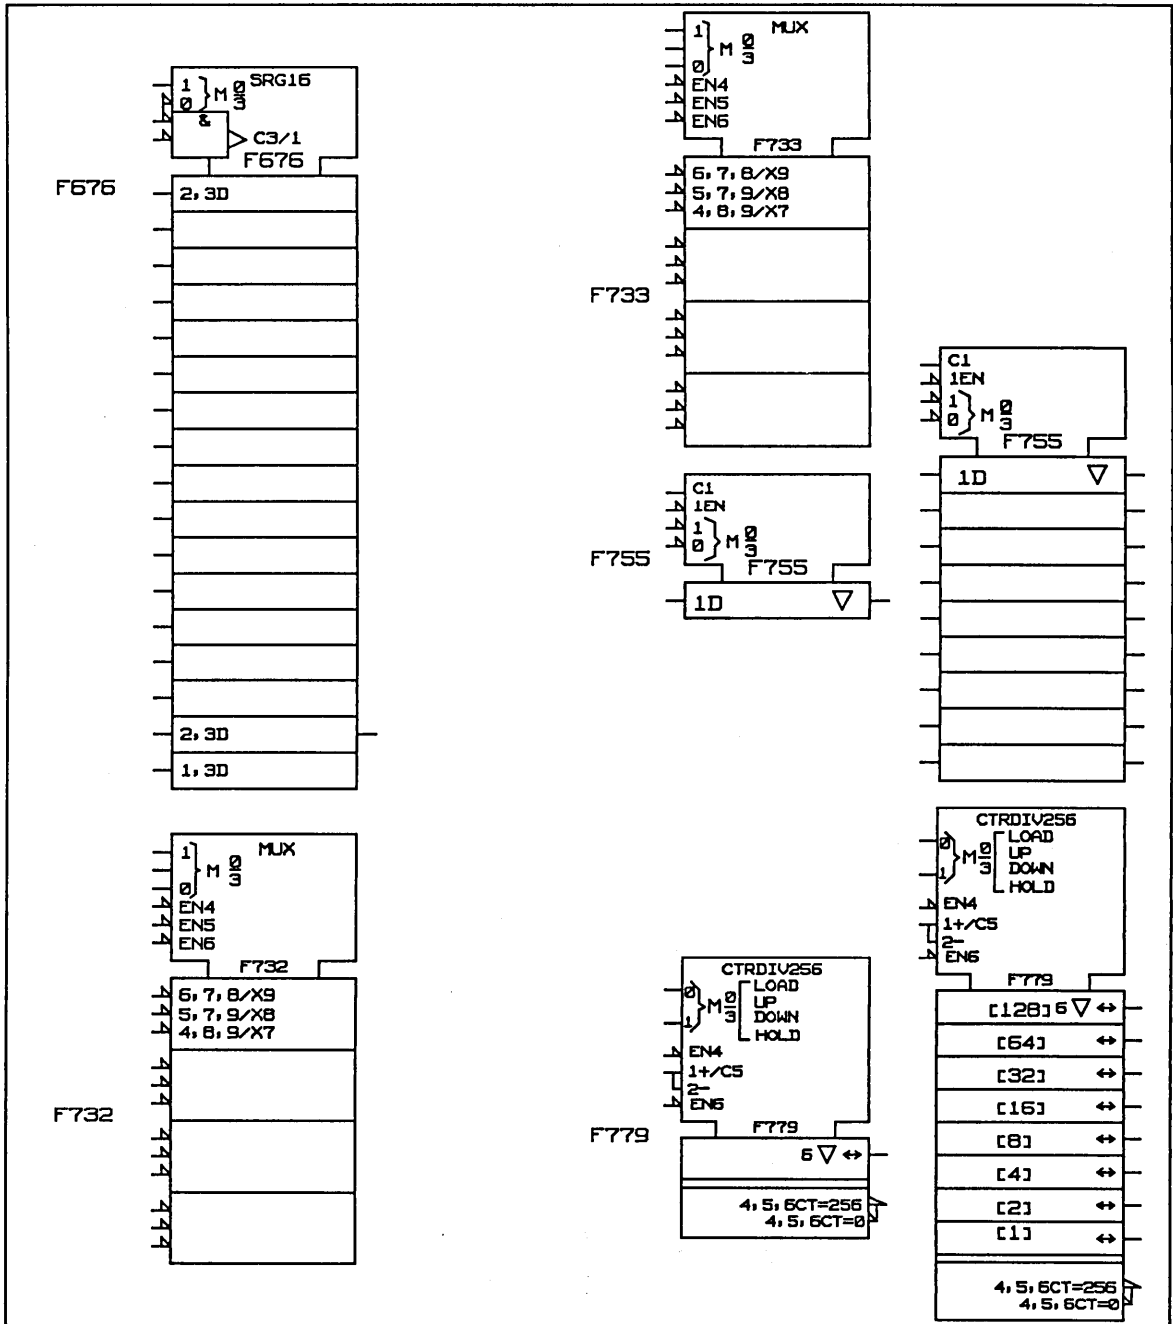 SRG16
1
0
M 0/3
&
C3/1
F676
F676
2,3D
2,3D
1,3D
MUX
1
0
M 0/3
EN4
EN5
EN6
F732
6,7,8/X9
5,7,9/X8
4,8,9/X7
F732
MUX
1
0
M 0/3
EN4
EN5
EN6
F733
6,7,8/X9
5,7,9/X8
4,8,9/X7
F733
C1
1EN
1
0
M 0/3
F755
F755
1D
C1
1EN
1
0
M 0/3
F755
1D
CTRDIV256
0
1
M 0/3
LOAD
UP
DOWN
HOLD
EN4
1+/C5
2-
EN6
F779
F779
6
4,5,6CT=256
4,5,6CT=0
CTRDIV256
0
1
M 0/3
LOAD
UP
DOWN
HOLD
EN4
1+/C5
2-
EN6
F779
[128] 6
[64]
[32]
[16]
[8]
[4]
[2]
[1]
4,5,6CT=256
4,5,6CT=0